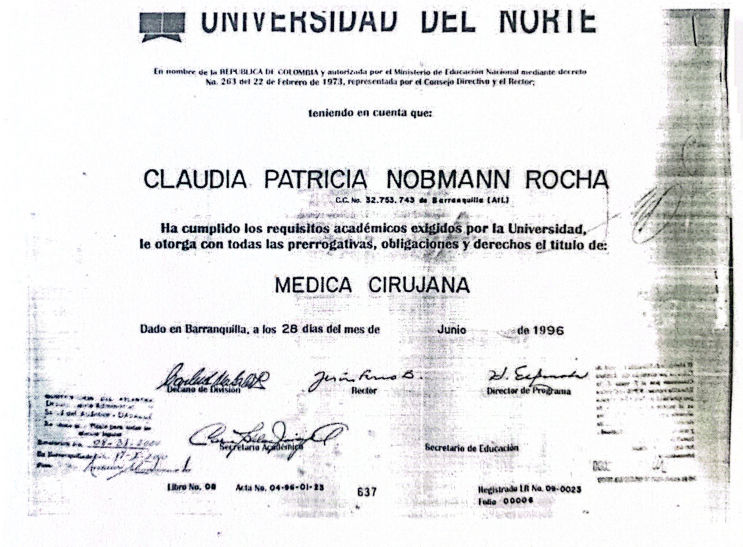 UNIVERSIDAD DEL NORTE
En nombre de la REPUBLICA DE COLOMBIA y autorizada por el Ministerio de Educación Nacional mediante decreto
No. 263 del 22 de Febrero de 1973, representada por el Consejo Directivo y el Rector;
teniendo en cuenta que:
CLAUDIA PATRICIA NOBMANN ROCHA
C.C. No. 32.753.743 de Barranquilla (Atl.)
Ha cumplido los requisitos académicos exigidos por la Universidad,
le otorga con todas las prerrogativas, obligaciones y derechos el titulo de:
MEDICA CIRUJANA
Dado en Barranquilla, a los 28 dias del mes de Junio de 1996
Decano de División Rector Director de Programa
Secretario Académico Secretario de Educación
Libro No. 08 Acta No. 04-96-01-23 637 Registrado LR No. 09-0023
Folio 00006